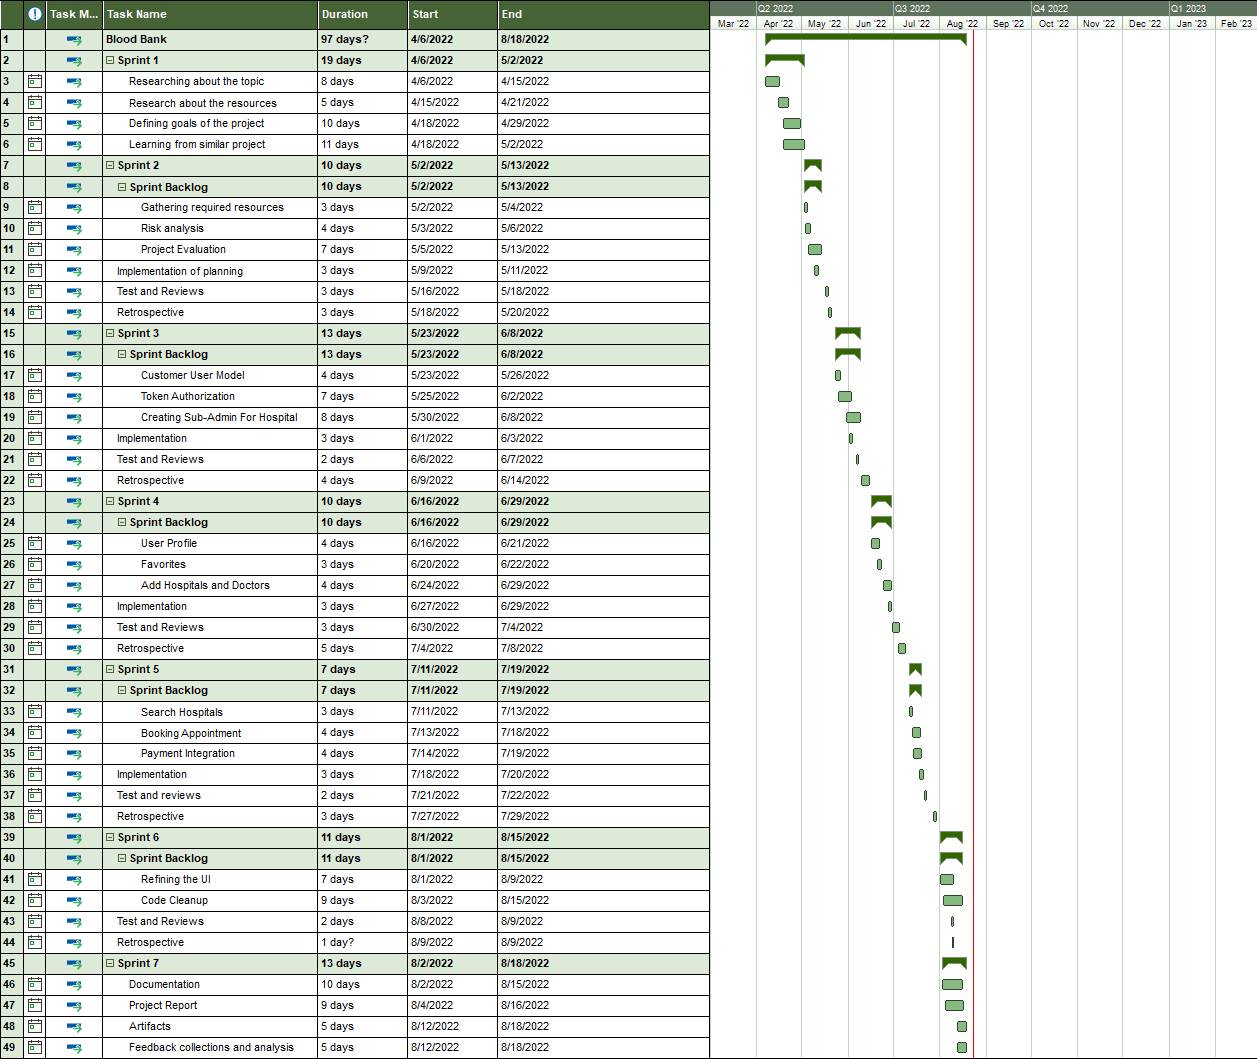 Task M... Task Name Duration Start End
Q2 2022 Q3 2022 Q4 2022 Q1 2023
Mar '22 Apr '22 May '22 Jun '22 Jul '22 Aug '22 Sep '22 Oct '22 Nov '22 Dec '22 Jan '23 Feb '23
1 Blood Bank 97 days? 4/6/2022 8/18/2022
2 Sprint 1 19 days 4/6/2022 5/2/2022
3 Researching about the topic 8 days 4/6/2022 4/15/2022
4 Research about the resources 5 days 4/15/2022 4/21/2022
5 Defining goals of the project 10 days 4/18/2022 4/29/2022
6 Learning from similar project 11 days 4/18/2022 5/2/2022
7 Sprint 2 10 days 5/2/2022 5/13/2022
8 Sprint Backlog 10 days 5/2/2022 5/13/2022
9 Gathering required resources 3 days 5/2/2022 5/4/2022
10 Risk analysis 4 days 5/3/2022 5/6/2022
11 Project Evaluation 7 days 5/5/2022 5/13/2022
12 Implementation of planning 3 days 5/9/2022 5/11/2022
13 Test and Reviews 3 days 5/16/2022 5/18/2022
14 Retrospective 3 days 5/18/2022 5/20/2022
15 Sprint 3 13 days 5/23/2022 6/8/2022
16 Sprint Backlog 13 days 5/23/2022 6/8/2022
17 Customer User Model 4 days 5/23/2022 5/26/2022
18 Token Authorization 7 days 5/25/2022 6/2/2022
19 Creating Sub-Admin For Hospital 8 days 5/30/2022 6/8/2022
20 Implementation 3 days 6/1/2022 6/3/2022
21 Test and Reviews 2 days 6/6/2022 6/7/2022
22 Retrospective 4 days 6/9/2022 6/14/2022
23 Sprint 4 10 days 6/16/2022 6/29/2022
24 Sprint Backlog 10 days 6/16/2022 6/29/2022
25 User Profile 4 days 6/16/2022 6/21/2022
26 Favorites 3 days 6/20/2022 6/22/2022
27 Add Hospitals and Doctors 4 days 6/24/2022 6/29/2022
28 Implementation 3 days 6/27/2022 6/29/2022
29 Test and Reviews 3 days 6/30/2022 7/4/2022
30 Retrospective 5 days 7/4/2022 7/8/2022
31 Sprint 5 7 days 7/11/2022 7/19/2022
32 Sprint Backlog 7 days 7/11/2022 7/19/2022
33 Search Hospitals 3 days 7/11/2022 7/13/2022
34 Booking Appointment 4 days 7/13/2022 7/18/2022
35 Payment Integration 4 days 7/14/2022 7/19/2022
36 Implementation 3 days 7/18/2022 7/20/2022
37 Test and reviews 2 days 7/21/2022 7/22/2022
38 Retrospective 3 days 7/27/2022 7/29/2022
39 Sprint 6 11 days 8/1/2022 8/15/2022
40 Sprint Backlog 11 days 8/1/2022 8/15/2022
41 Refining the UI 7 days 8/1/2022 8/9/2022
42 Code Cleanup 9 days 8/3/2022 8/15/2022
43 Test and Reviews 2 days 8/8/2022 8/9/2022
44 Retrospective 1 day? 8/9/2022 8/9/2022
45 Sprint 7 13 days 8/2/2022 8/18/2022
46 Documentation 10 days 8/2/2022 8/15/2022
47 Project Report 9 days 8/4/2022 8/16/2022
48 Artifacts 5 days 8/12/2022 8/18/2022
49 Feedback collections and analysis 5 days 8/12/2022 8/18/2022